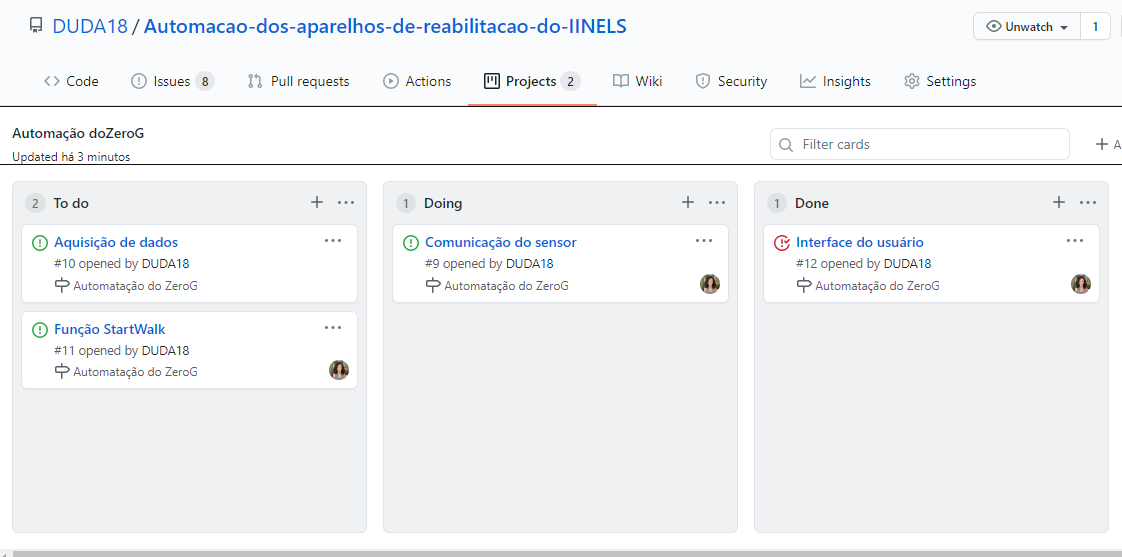 DUDA18 / Automacao-dos-aparelhos-de-reabilitacao-do-IINELS
Unwatch 1
Code Issues 8 Pull requests Actions Projects 2 Wiki Security Insights Settings
Automação doZeroG
Updated há 3 minutos
Filter cards
2 To do
Aquisição de dados
#10 opened by DUDA18
Automatação do ZeroG
Função StartWalk
#11 opened by DUDA18
Automatação do ZeroG
1 Doing
Comunicação do sensor
#9 opened by DUDA18
Automatação do ZeroG
1 Done
Interface do usuário
#12 opened by DUDA18
Automatação do ZeroG